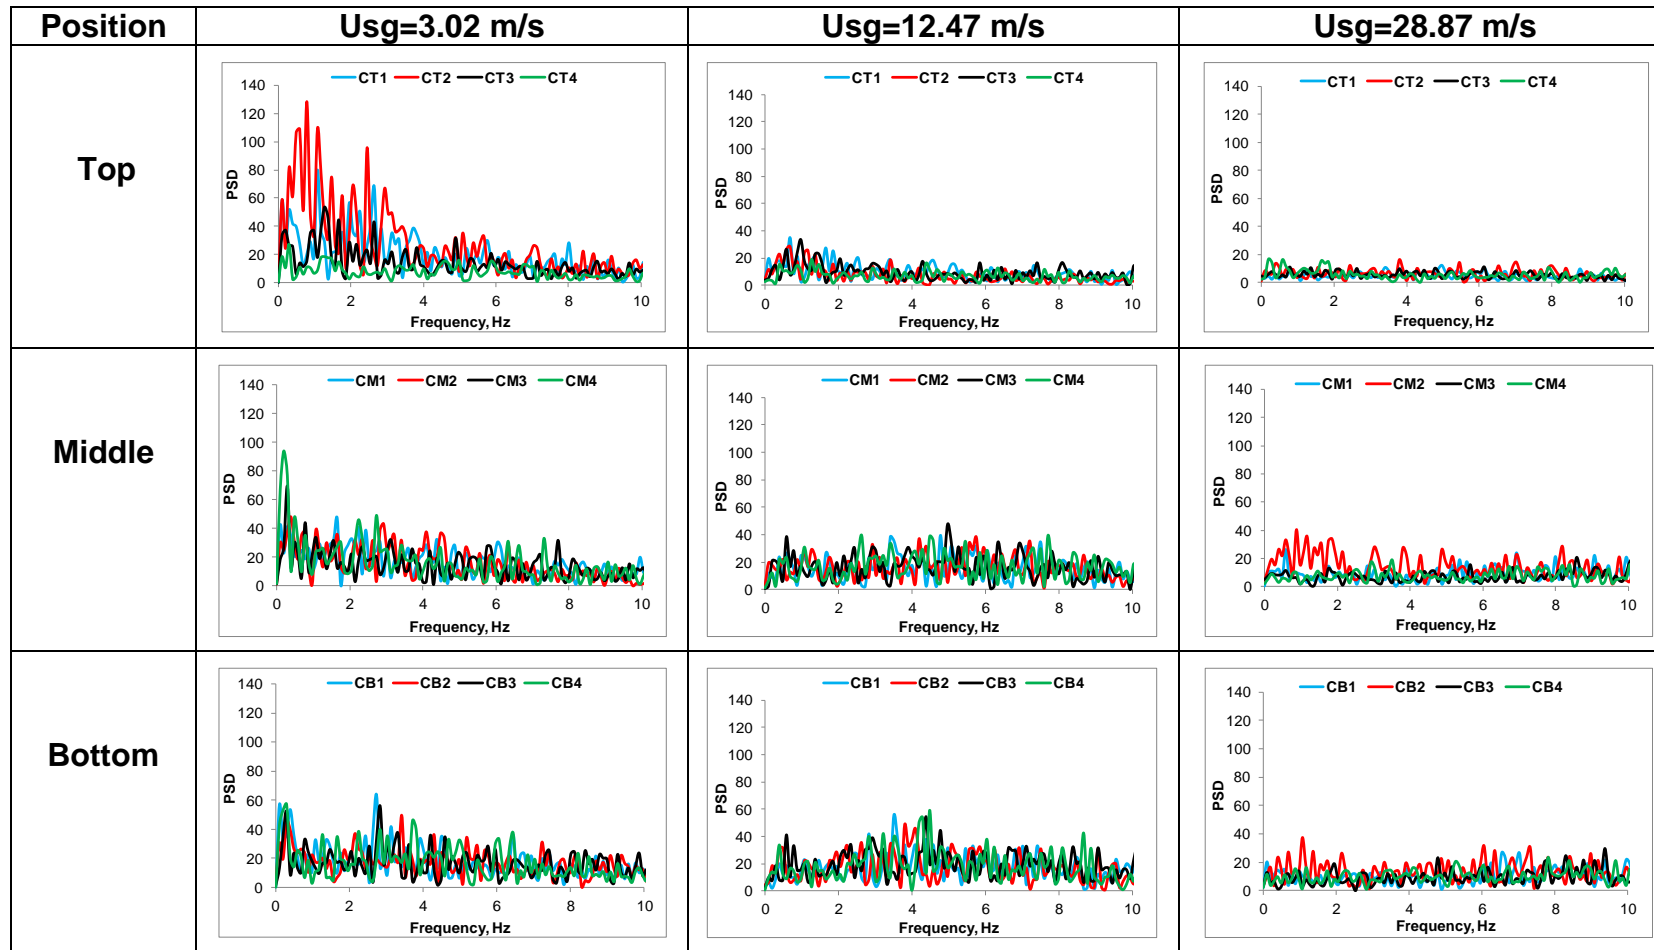 Position Usg=3.02 m/s Usg=12.47 m/s Usg=28.87 m/s
Top
CT1 CT2 CT3 CT4
140
120
100
80
60
40
20
0
PSD
0 2 4 6 8 10
Frequency, Hz
CT1 CT2 CT3 CT4
140
120
100
80
60
40
20
0
PSD
0 2 4 6 8 10
Frequency, Hz
CT1 CT2 CT3 CT4
140
120
100
80
60
40
20
0
PSD
0 2 4 6 8 10
Frequency, Hz
Middle
CM1 CM2 CM3 CM4
140
120
100
80
60
40
20
0
PSD
0 2 4 6 8 10
Frequency, Hz
CM1 CM2 CM3 CM4
140
120
100
80
60
40
20
0
PSD
0 2 4 6 8 10
Frequency, Hz
CM1 CM2 CM3 CM4
140
120
100
80
60
40
20
0
PSD
0 2 4 6 8 10
Frequency, Hz
Bottom
CB1 CB2 CB3 CB4
140
120
100
80
60
40
20
0
PSD
0 2 4 6 8 10
Frequency, Hz
CB1 CB2 CB3 CB4
140
120
100
80
60
40
20
0
PSD
0 2 4 6 8 10
Frequency, Hz
CB1 CB2 CB3 CB4
140
120
100
80
60
40
20
0
PSD
0 2 4 6 8 10
Frequency, Hz